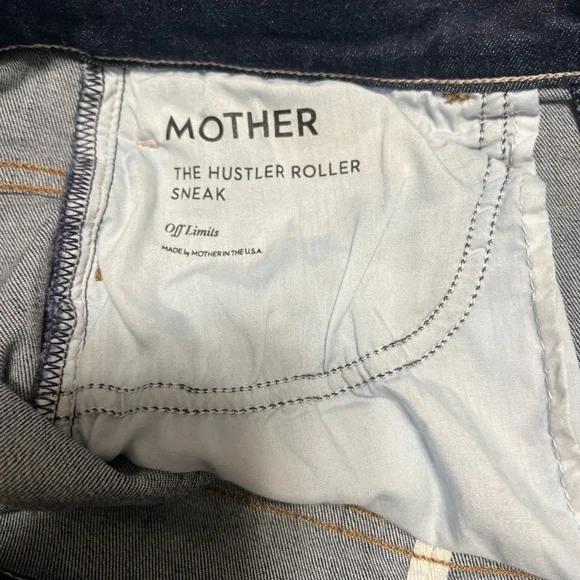 MOTHER
THE HUSTLER ROLLER
SNEAK
Off Limits
MADE by MOTHER IN THE U.S.A.